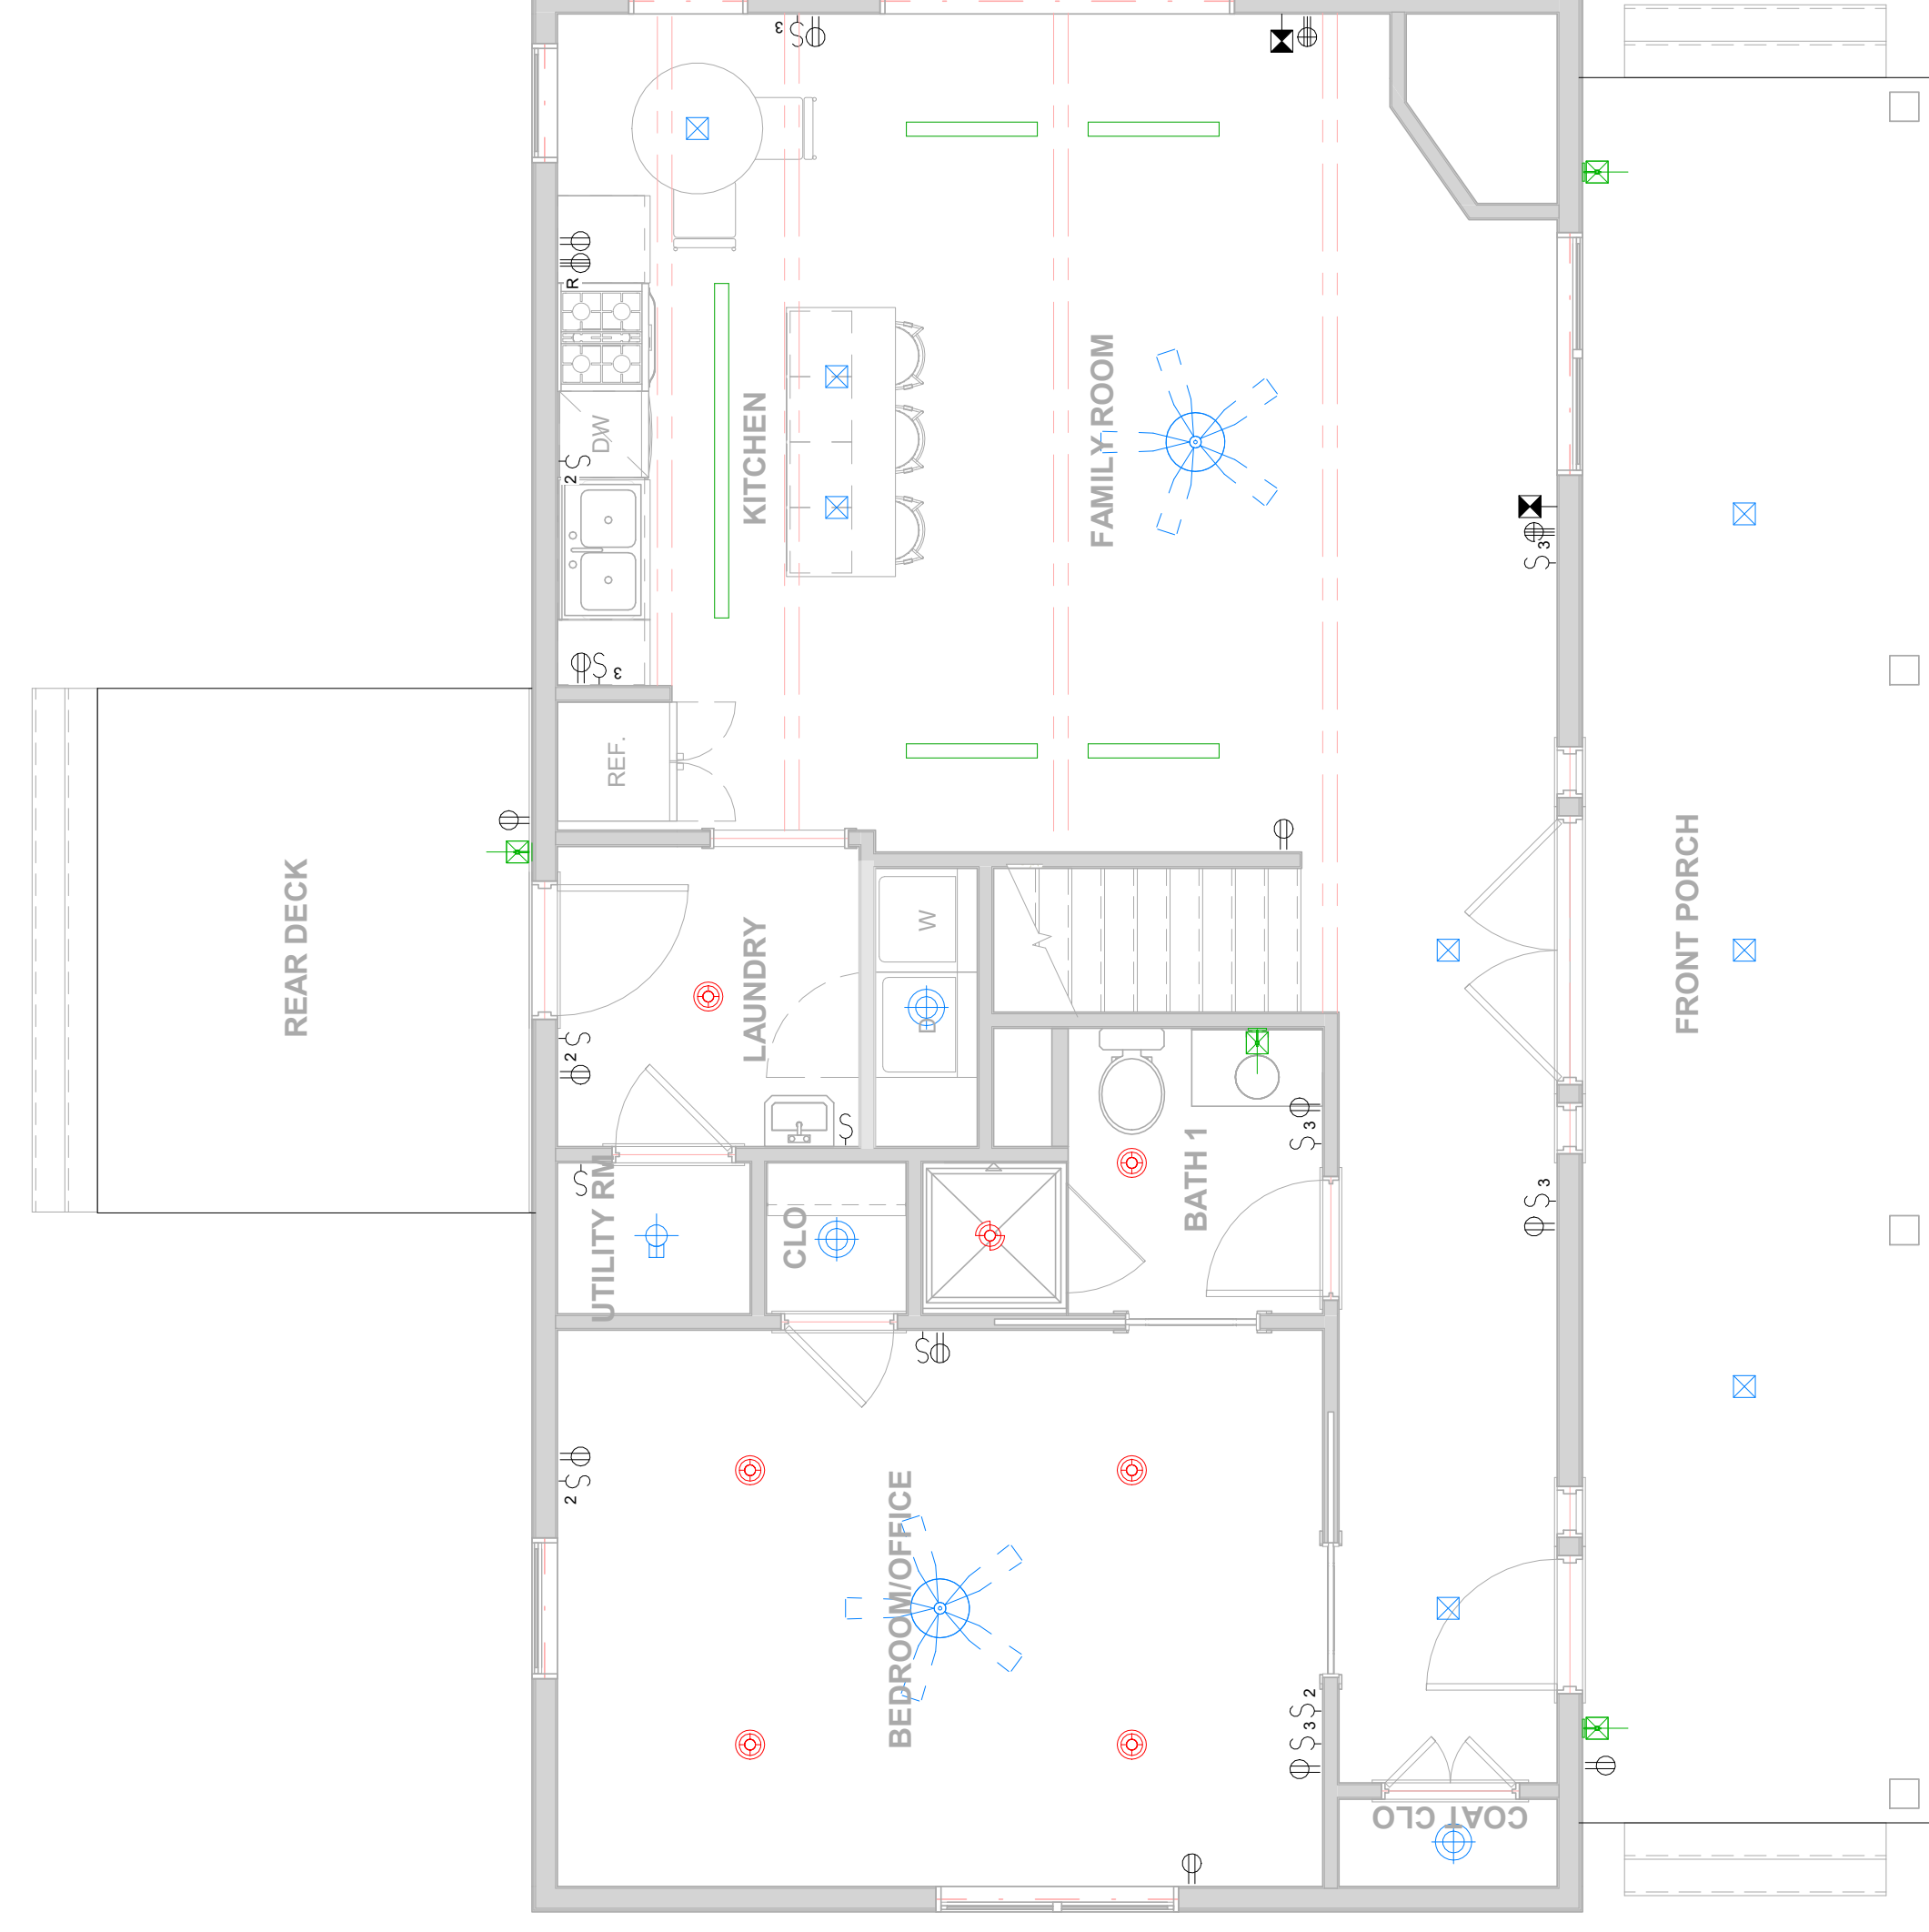 3
S
R
DW
2
S
KITCHEN
FAMILY ROOM
3
S
S
3
REF.
REAR DECK
LAUNDRY
W
D
FRONT PORCH
2
S
S
S
UTILITY RM
CLO
BATH 1
3
S
3
S
S
2
S
BEDROOM/OFFICE
2
S
3
S
COAT CLO